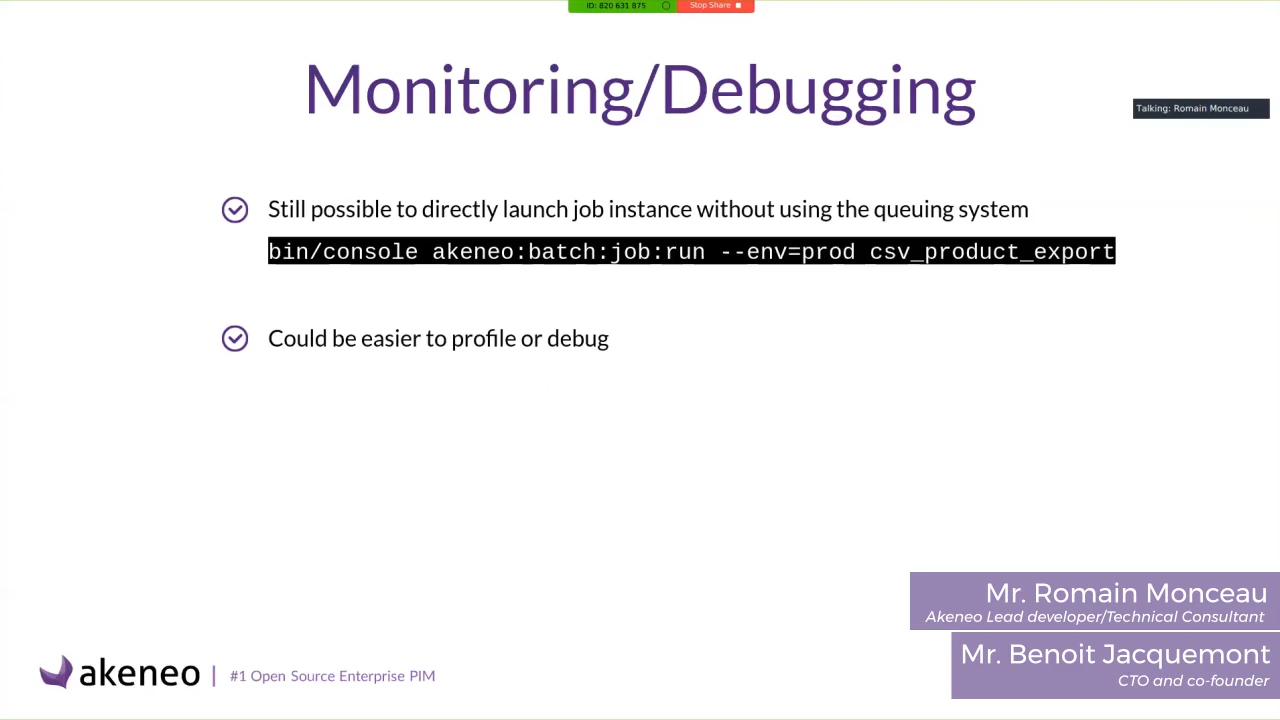 ID: 820 631 875
Stop Share
Monitoring/Debugging
Talking: Romain Monceau
Still possible to directly launch job instance without using the queuing system
bin/console akeneo:batch:job:run --env=prod csv_product_export
Could be easier to profile or debug
Mr. Romain Monceau
Akeneo Lead developer/Technical Consultant
Mr. Benoit Jacquemont
CTO and co-founder
akeneo | #1 Open Source Enterprise PIM